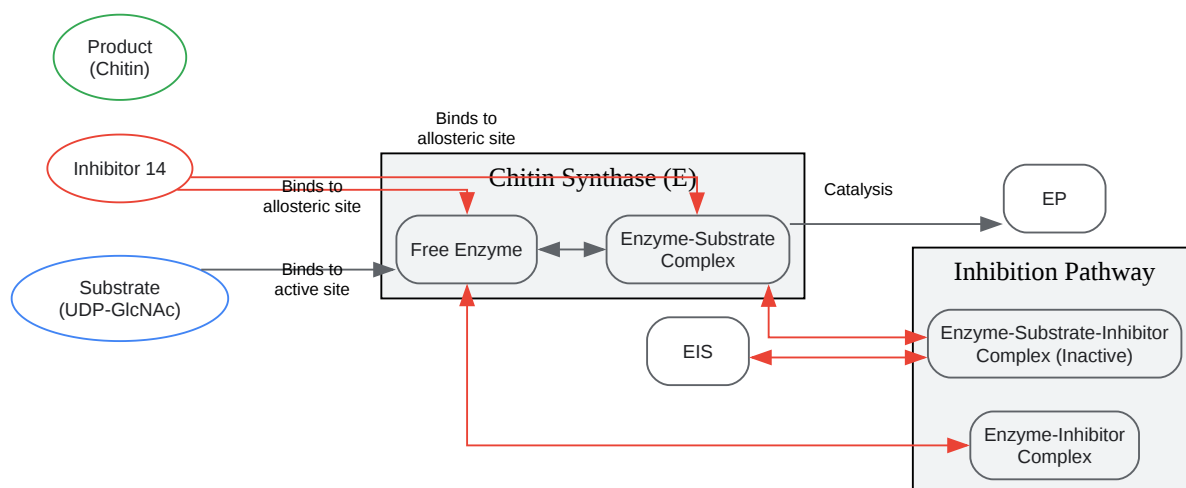 Product
(Chitin)
Binds to
allosteric site
Inhibitor 14
Chitin Synthase (E)
Binds to
allosteric site
Catalysis
EP
Free Enzyme
Enzyme-Substrate
Complex
Binds to
active site
Substrate
(UDP-GlcNAc)
Inhibition Pathway
EIS
Enzyme-Substrate-Inhibitor
Complex (Inactive)
Enzyme-Inhibitor
Complex